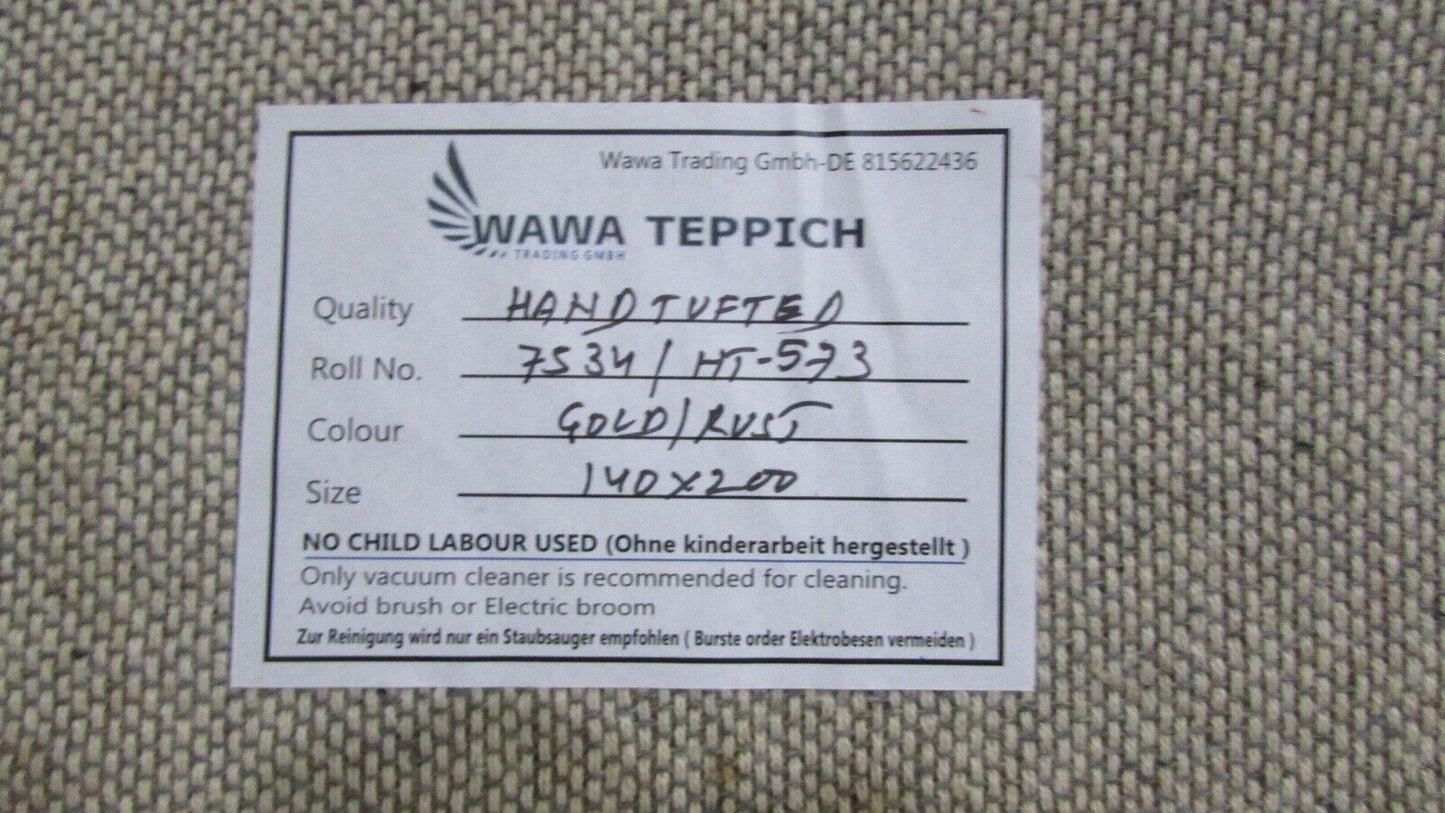 Wawa Trading Gmbh-DE 815622436
WAWA TEPPICH
TRADING GMBH
Quality HANDTUFTED
Roll No. 7534 / HT-573
Colour GOLD/RUST
Size 140x200
NO CHILD LABOUR USED (Ohne kinderarbeit hergestellt )
Only vacuum cleaner is recommended for cleaning.
Avoid brush or Electric broom
Zur Reinigung wird nur ein Staubsauger empfohlen ( Burste order Elektrobesen vermeiden )